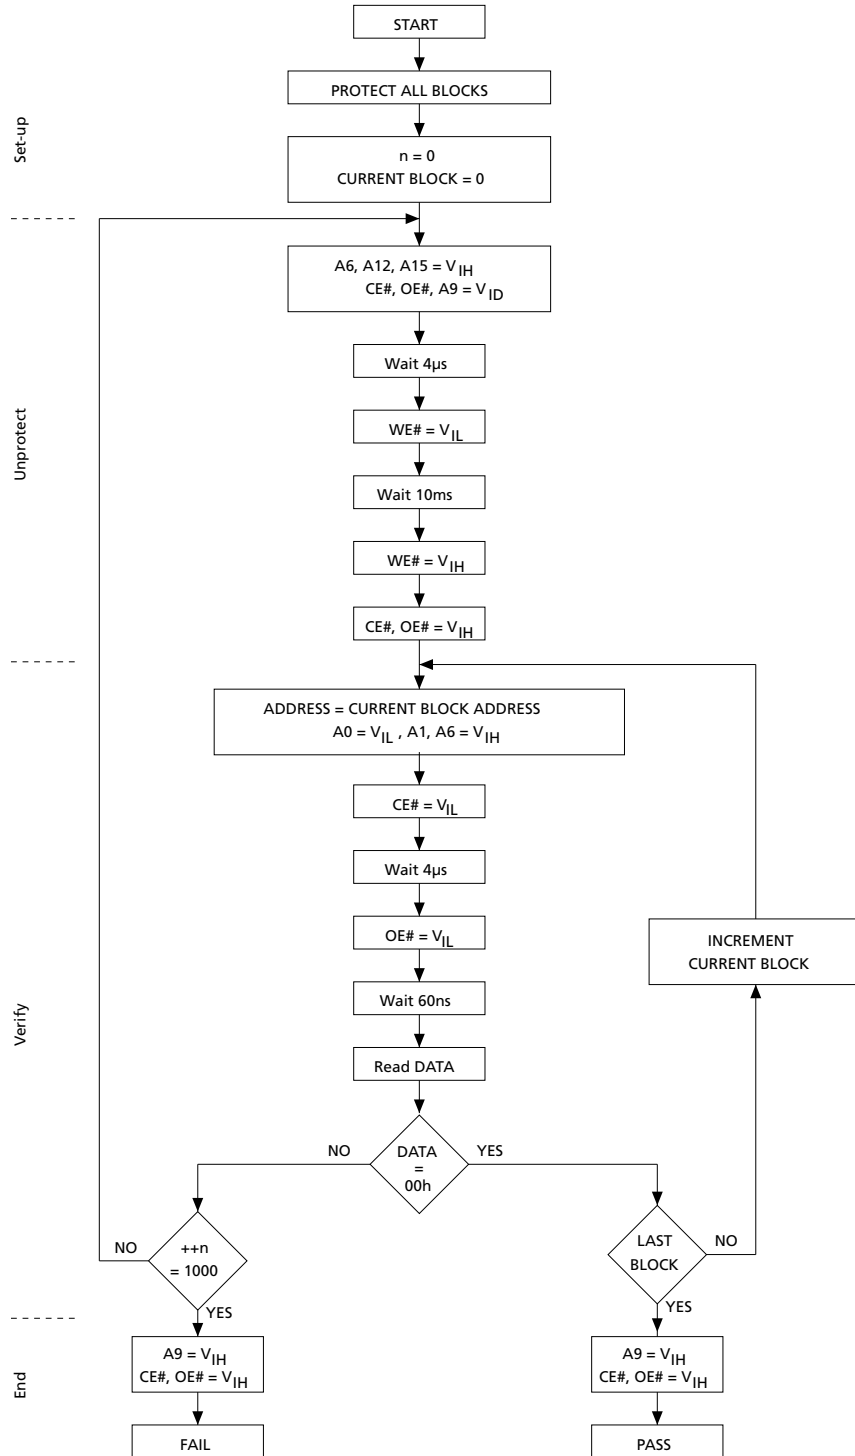 START
PROTECT ALL BLOCKS
Set-up
n = 0
CURRENT BLOCK = 0
A6, A12, A15 = VIH
CE#, OE#, A9 = VID
Wait 4µs
Unprotect
WE# = VIL
Wait 10ms
WE# = VIH
CE#, OE# = VIH
ADDRESS = CURRENT BLOCK ADDRESS
A0 = VIL , A1, A6 = VIH
CE# = VIL
Wait 4µs
OE# = VIL
INCREMENT
CURRENT BLOCK
Wait 60ns
Verify
Read DATA
NO
DATA
=
00h
YES
NO
++n
= 1000
YES
LAST
BLOCK
NO
YES
End
A9 = VIH
CE#, OE# = VIH
A9 = VIH
CE#, OE# = VIH
FAIL
PASS